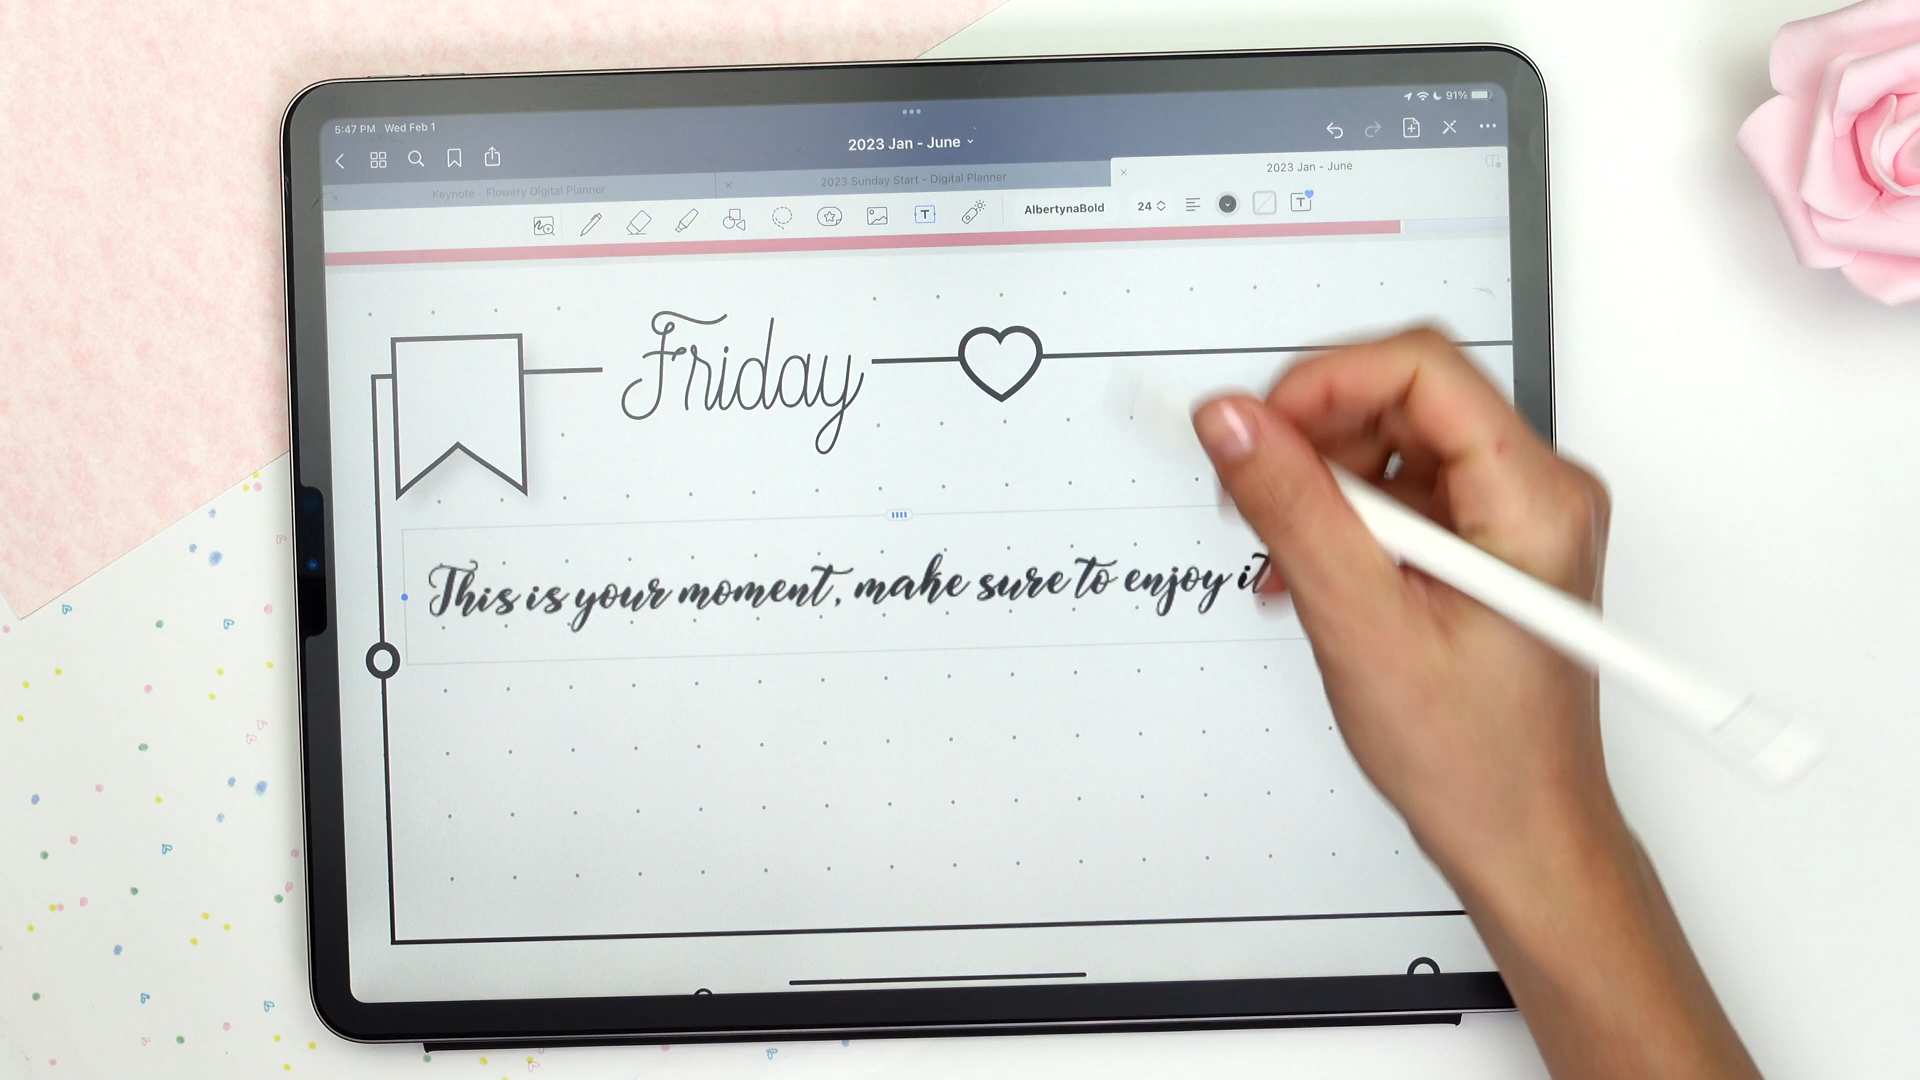 5:47 PM Wed Feb 1
91%
2023 Jan - June
Keynote - Flowery Digital Planner
2023 Sunday Start - Digital Planner
2023 Jan - June
AlbertynaBold 24
Friday
This is your moment, make sure to enjoy it